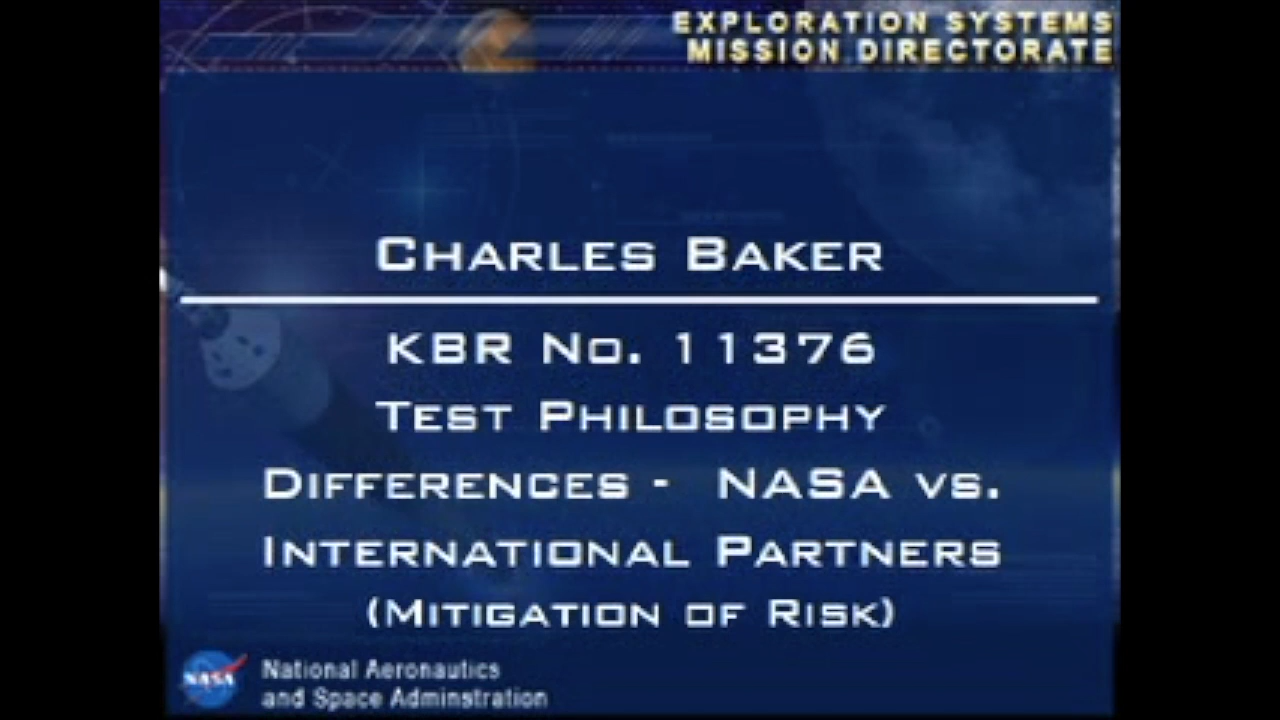 EXPLORATION SYSTEMS
MISSION DIRECTORATE
CHARLES BAKER
KBR NO. 11376
TEST PHILOSOPHY
DIFFERENCES - NASA VS.
INTERNATIONAL PARTNERS
(MITIGATION OF RISK)
NASA
National Aeronautics
and Space Adminstration